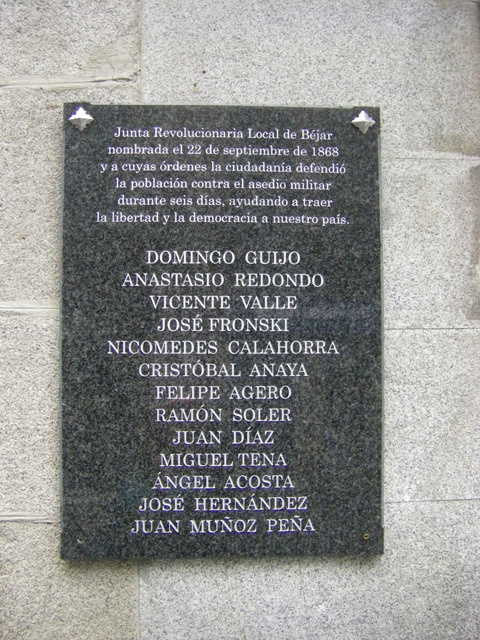 Junta Revolucionaria Local de Béjar
nombrada el 22 de septiembre de 1868
y a cuyas órdenes la ciudadanía defendió
la población contra el asedio militar
durante seis días, ayudando a traer
la libertad y la democracia a nuestro país.
DOMINGO GUIJO
ANASTASIO REDONDO
VICENTE VALLE
JOSÉ FRONSKI
NICOMEDES CALAHORRA
CRISTÓBAL ANAYA
FELIPE AGERO
RAMÓN SOLER
JUAN DÍAZ
MIGUEL TENA
ÁNGEL ACOSTA
JOSÉ HERNÁNDEZ
JUAN MUÑOZ PEÑA